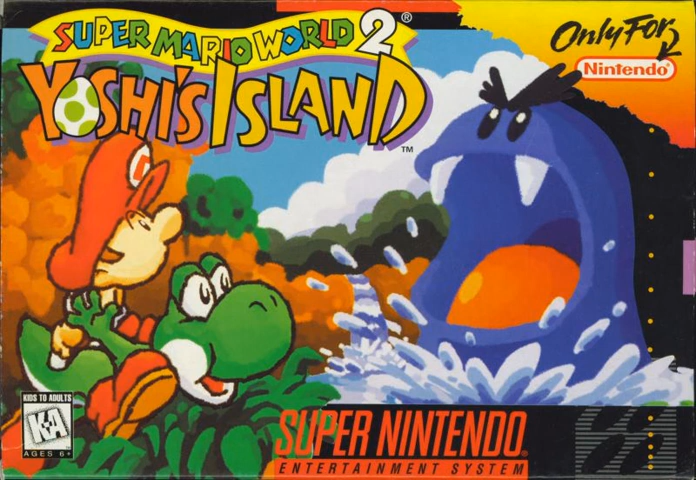 SUPER MARIO WORLD 2®
YOSHI'S ISLAND
TM
Only For
Nintendo®
KIDS TO ADULTS
KA
AGES 6+
SUPER NINTENDO®
ENTERTAINMENT SYSTEM